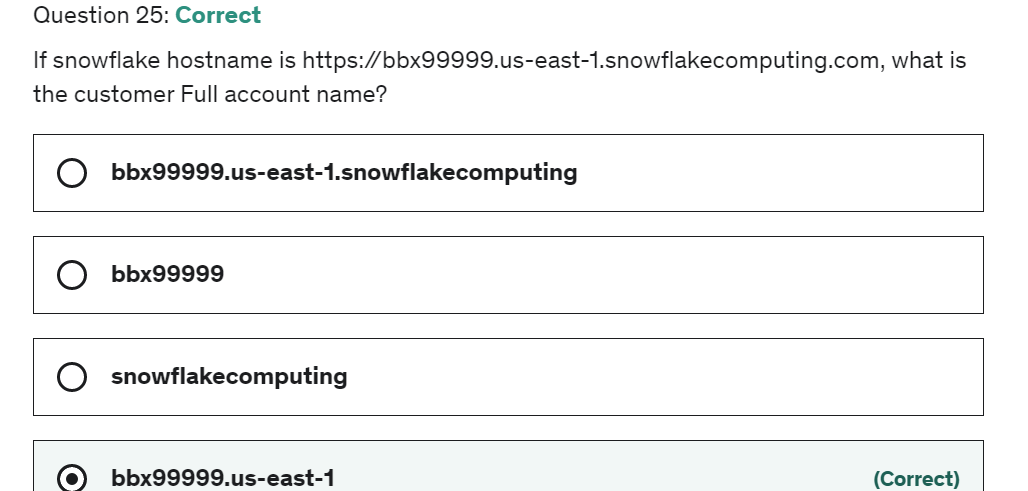 Question 25: Correct
If snowflake hostname is https://bbx99999.us-east-1.snowflakecomputing.com, what is
the customer Full account name?
bbx99999.us-east-1.snowflakecomputing
bbx99999
snowflakecomputing
bbx99999.us-east-1 (Correct)